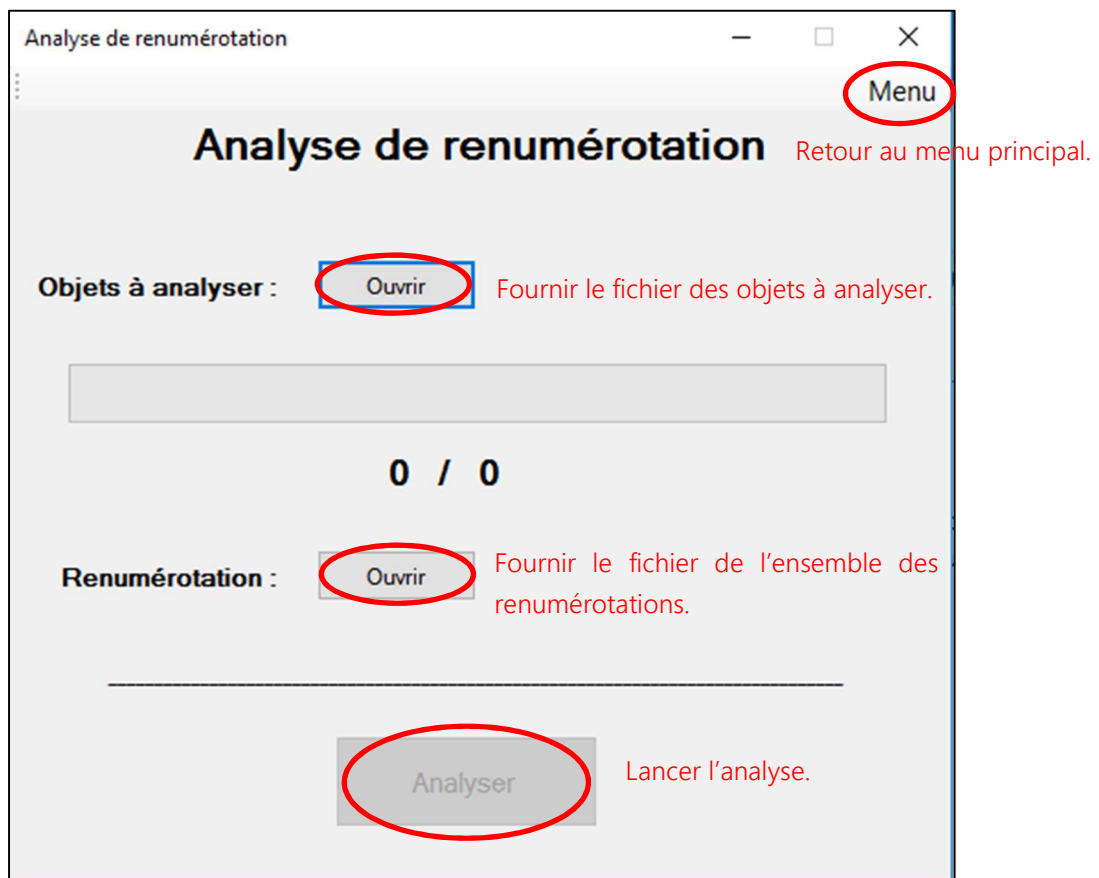 Analyse de renumérotation
Menu
Analyse de renumérotation
Retour au menu principal.
Objets à analyser :
Ouvrir
Fournir le fichier des objets à analyser.
0 / 0
Renumérotation :
Ouvrir
Fournir le fichier de l’ensemble des
renumérotations.
Analyser
Lancer l’analyse.